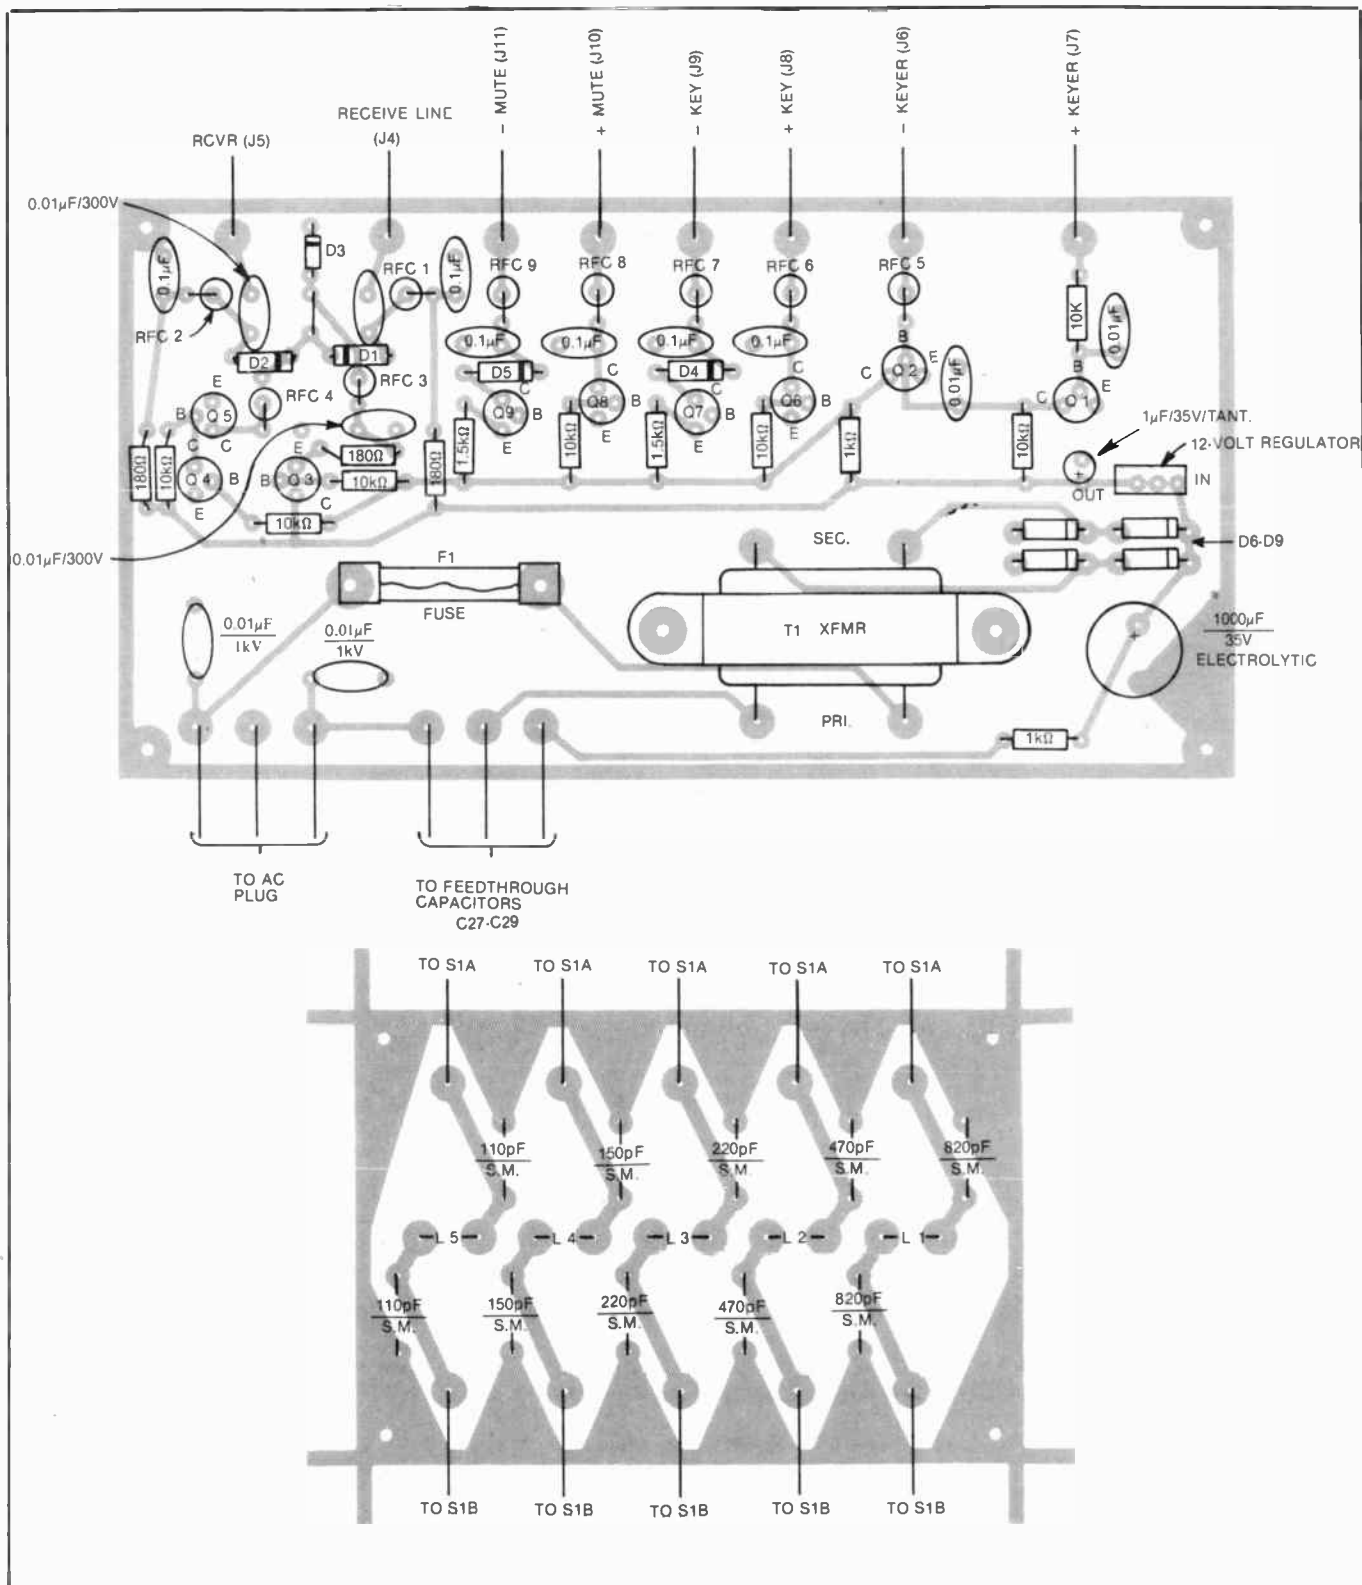 - MUTE (J11)
+ MUTE (J10)
- KEY (J9)
+ KEY (J8)
- KEYER (J6)
+ KEYER (J7)
RECEIVE LINE
(J4)
RCVR (J5)
0.01µF/300V
D3
0.1µF
RFC 1
0.1µF
RFC 9
RFC 8
RFC 7
RFC 6
RFC 5
RFC 2
10K
0.01µF
D2
D1
0.1µF
0.1µF
0.1µF
0.1µF
RFC 3
D5
D4
B
E
C
Q2
B
E
C
Q1
0.01µF
E
B
Q5
C
RFC 4
C
Q9
B
E
C
Q8
B
E
C
Q7
B
E
C
Q6
B
E
1µF/35V/TANT.
12-VOLT REGULATOR
180Ω
10kΩ
C
Q4
B
E
E
B
Q3
C
180Ω
10kΩ
180Ω
1.5kΩ
10kΩ
1.5kΩ
10kΩ
1kΩ
10kΩ
+
OUT
IN
10kΩ
0.01µF/300V
F1
FUSE
SEC.
D6-D9
0.01µF
1kV
0.01µF
1kV
T1 XFMR
+
1000µF
35V
ELECTROLYTIC
PRI.
1kΩ
TO AC
PLUG
TO FEEDTHROUGH
CAPACITORS
C27-C29
TO S1A TO S1A TO S1A TO S1A TO S1A
110pF
S.M.
150pF
S.M.
220pF
S.M.
470pF
S.M.
820pF
S.M.
L 5 L 4 L 3 L 2 L 1
110pF
S.M.
150pF
S.M.
220pF
S.M.
470pF
S.M.
820pF
S.M.
TO S1B TO S1B TO S1B TO S1B TO S1B